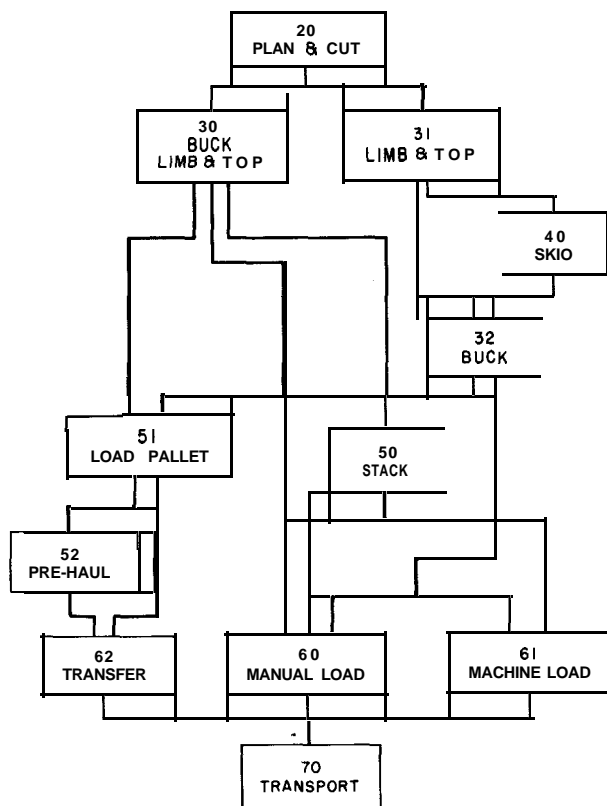 20
PLAN & CUT
30
BUCK
LIMB & TOP
31
LIMB & TOP
40
SKIO
32
BUCK
51
LOAD PALLET
50
STACK
52
PRE-HAUL
62
TRANSFER
60
MANUAL LOAD
61
MACHINE LOAD
70
TRANSPORT